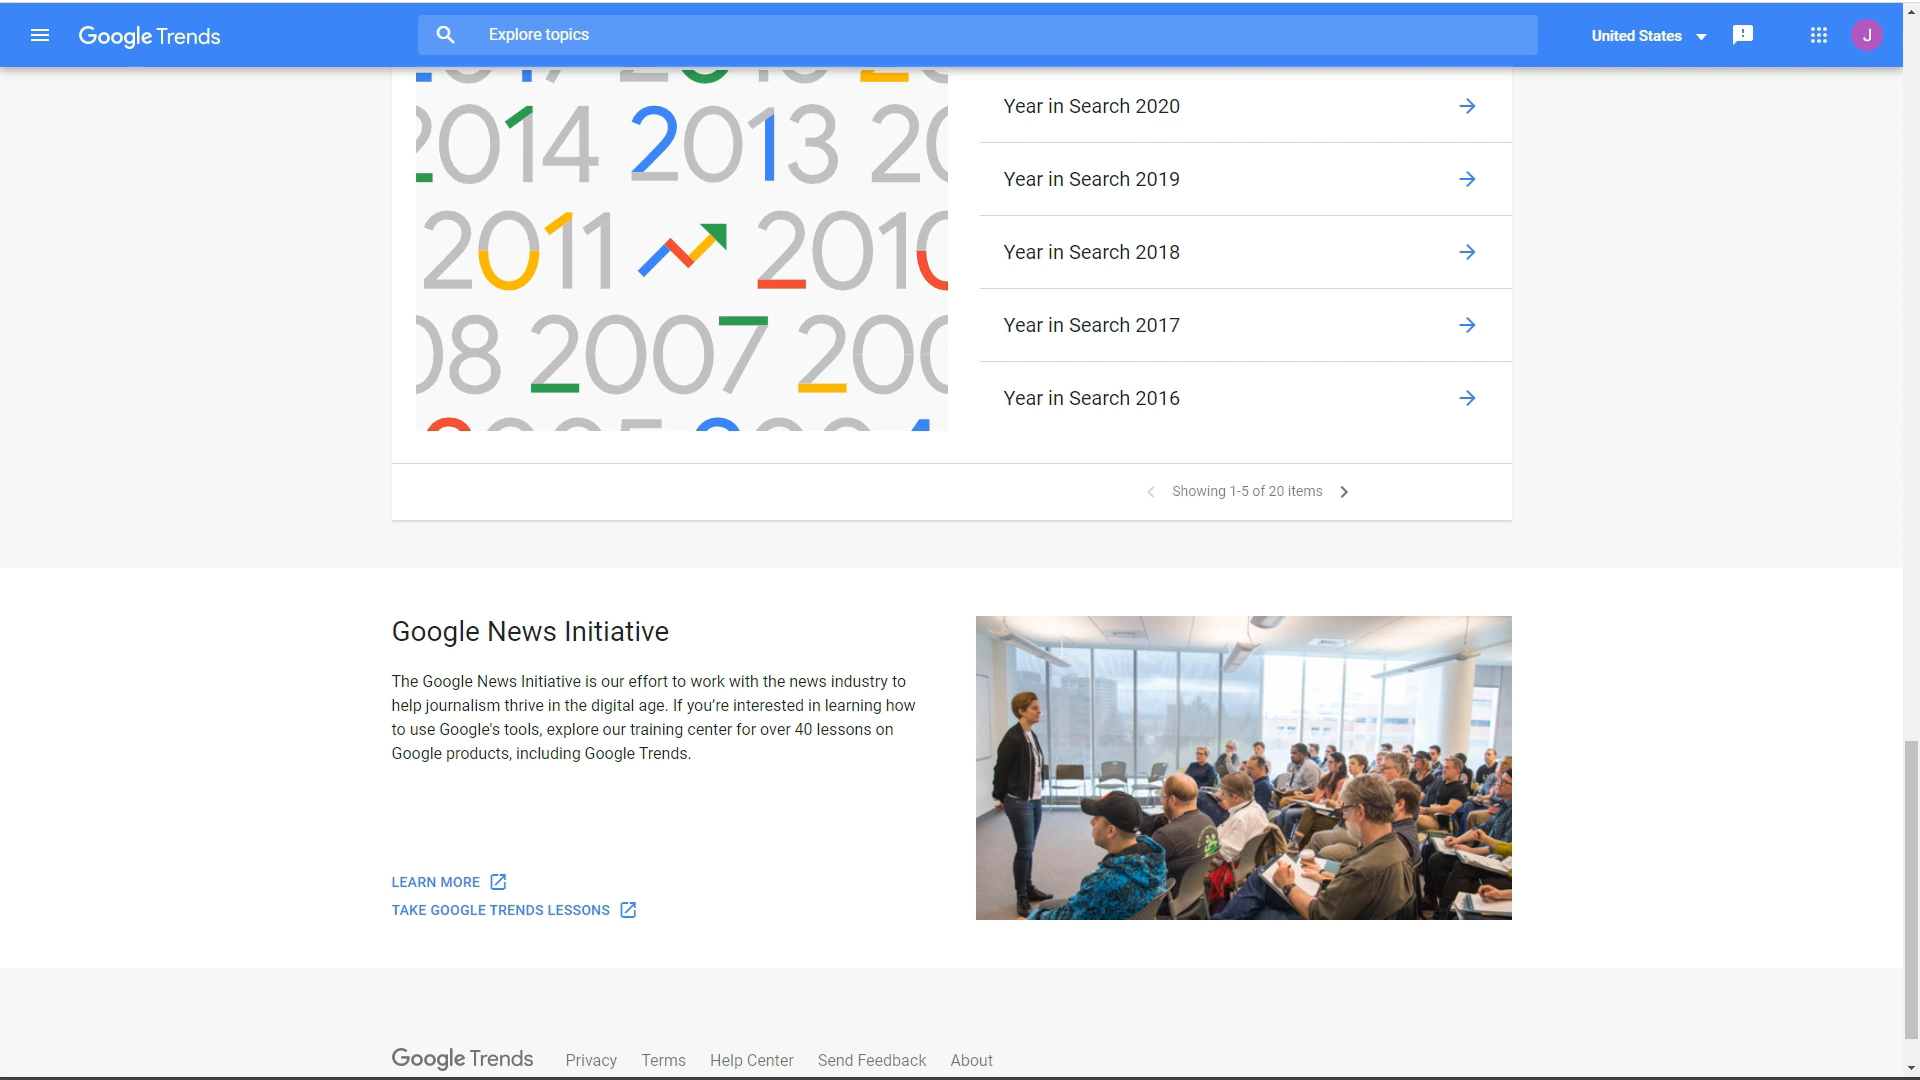 Google Trends
Explore topics
United States
J
2014 2013
2011 2010
08 2007 200
Year in Search 2020
Year in Search 2019
Year in Search 2018
Year in Search 2017
Year in Search 2016
Showing 1-5 of 20 items
Google News Initiative
The Google News Initiative is our effort to work with the news industry to
help journalism thrive in the digital age. If you’re interested in learning how
to use Google's tools, explore our training center for over 40 lessons on
Google products, including Google Trends.
LEARN MORE
TAKE GOOGLE TRENDS LESSONS
Google Trends
Privacy
Terms
Help Center
Send Feedback
About